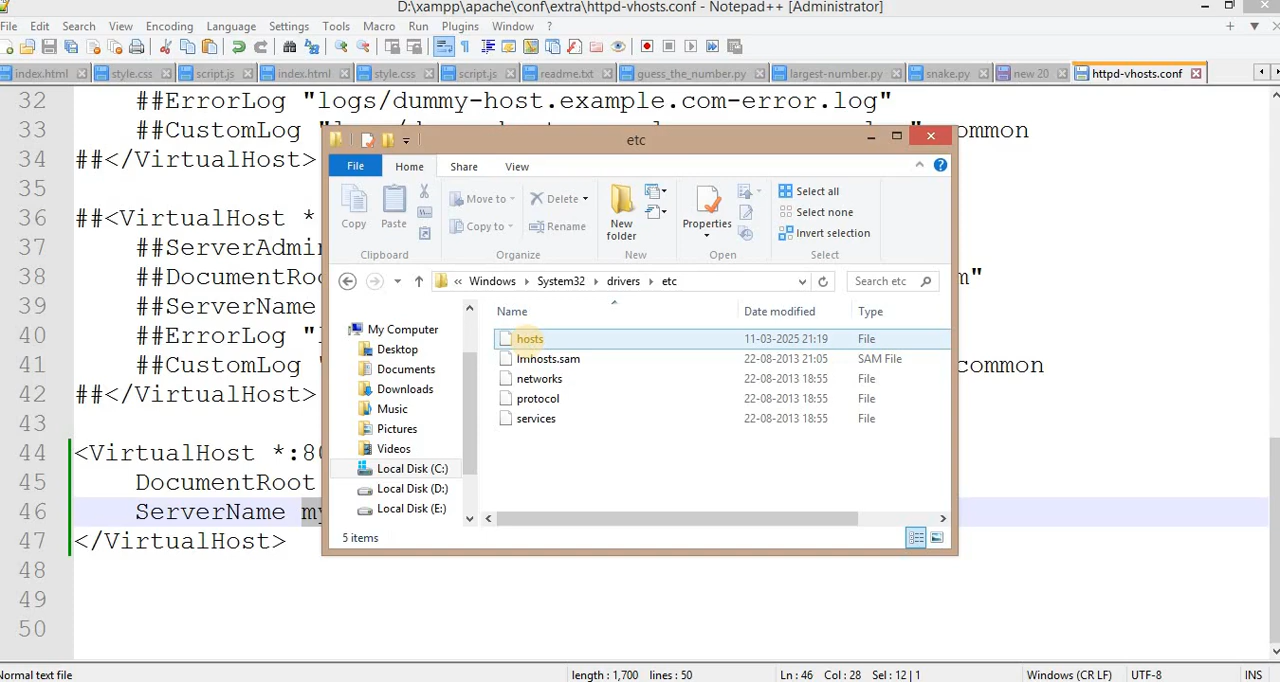 D:\xampp\apache\conf\extra\httpd-vhosts.conf - Notepad++ [Administrator]
File Edit Search View Encoding Language Settings Tools Macro Run Plugins Window ?
index.html style.css script.js index.html style.css script.js readme.txt guess_the_number.py largest-number.py snake.py new 20 httpd-vhosts.conf
32 ##ErrorLog "logs/dummy-host.example.com-error.log"
33 ##CustomLog common
34 ##</VirtualHost>
35
36 ##<VirtualHost *
37 ##ServerAdmin
38 ##DocumentRoo m"
39 ##ServerName
40 ##ErrorLog "
41 ##CustomLog " common
42 ##</VirtualHost>
43
44 <VirtualHost *:80
45 DocumentRoot
46 ServerName my
47 </VirtualHost>
48
49
50
etc
File Home Share View
Copy Paste Move to Copy to Delete Rename New folder Properties Select all Select none Invert selection
Clipboard Organize New Open Select
« Windows System32 drivers etc Search etc
Name Date modified Type
hosts 11-03-2025 21:19 File
lmhosts.sam 22-08-2013 21:05 SAM File
networks 22-08-2013 18:55 File
protocol 22-08-2013 18:55 File
services 22-08-2013 18:55 File
My Computer
Desktop
Documents
Downloads
Music
Pictures
Videos
Local Disk (C:)
Local Disk (D:)
Local Disk (E:)
5 items
Normal text file length : 1,700 lines : 50 Ln : 46 Col : 28 Sel : 12 | 1 Windows (CR LF) UTF-8 INS